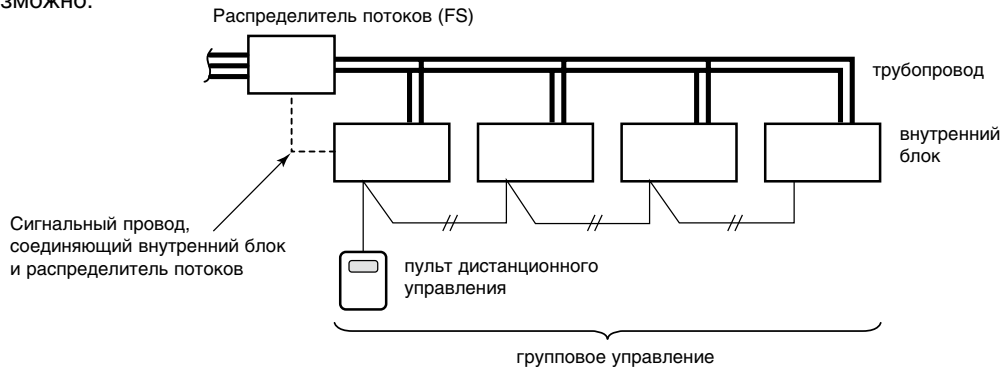 зможно.
Распределитель потоков (FS)
трубопровод
внутренний
блок
Сигнальный провод,
соединяющий внутренний блок
и распределитель потоков
пульт дистанционного
управления
групповое управление